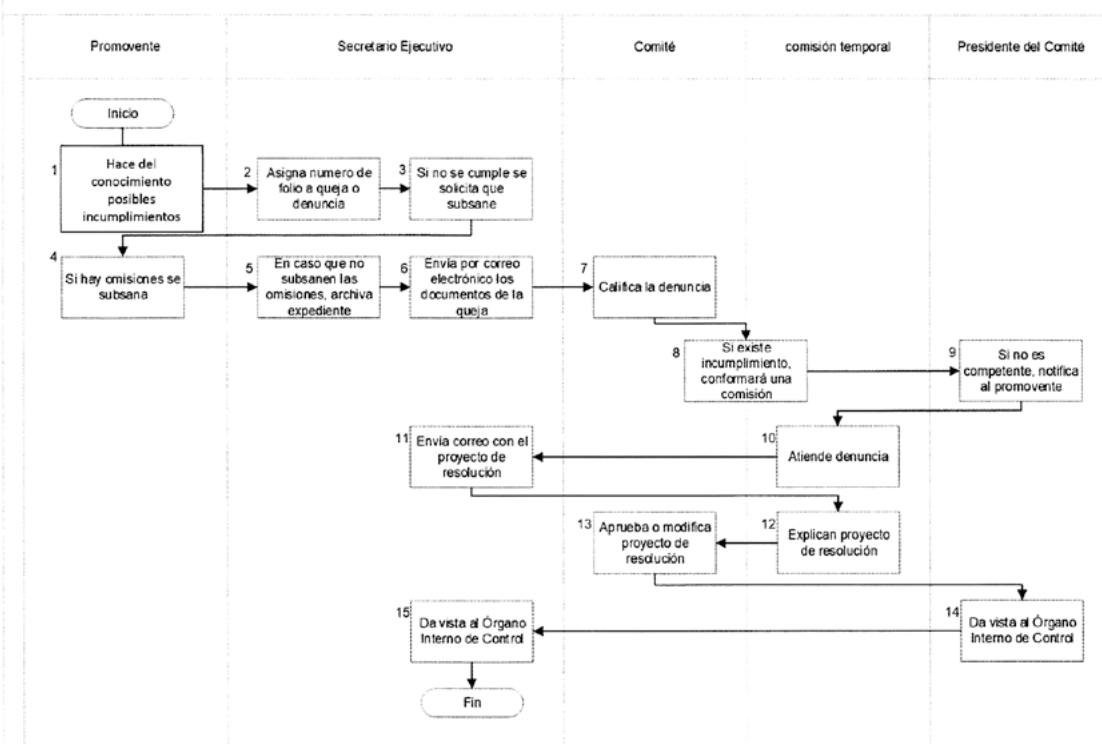 Promovente
Secretario Ejecutivo
Comité
comisión temporal
Presidente del Comité
Inicio
1
Hace del
conocimiento
posibles
incumplimientos
2
Asigna numero de
folio a queja o
denuncia
3
Si no se cumple se
solicita que
subsane
4
Si hay omisiones se
subsana
5
En caso que no
subsanen las
omisiones, archiva
expediente
6
Envía por correo
electrónico los
documentos de la
queja
7
Califica la denuncia
8
Si existe
incumplimiento,
conformará una
comisión
9
Si no es
competente, notifica
al promovente
10
Atiende denuncia
11
Envía correo con el
proyecto de
resolución
12
Explican proyecto
de resolución
13
Aprueba o modifica
proyecto de
resolución
14
Da vista al Órgano
Interno de Control
15
Da vista al Órgano
Interno de Control
Fin